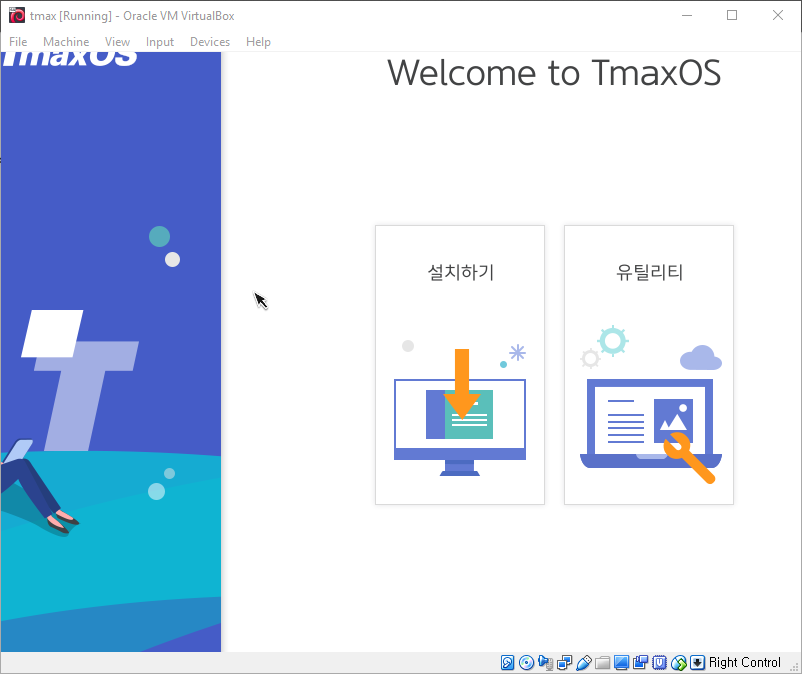 tmax [Running] - Oracle VM VirtualBox
File Machine View Input Devices Help
TmaxOS
Welcome to TmaxOS
설치하기
유틸리티
Right Control